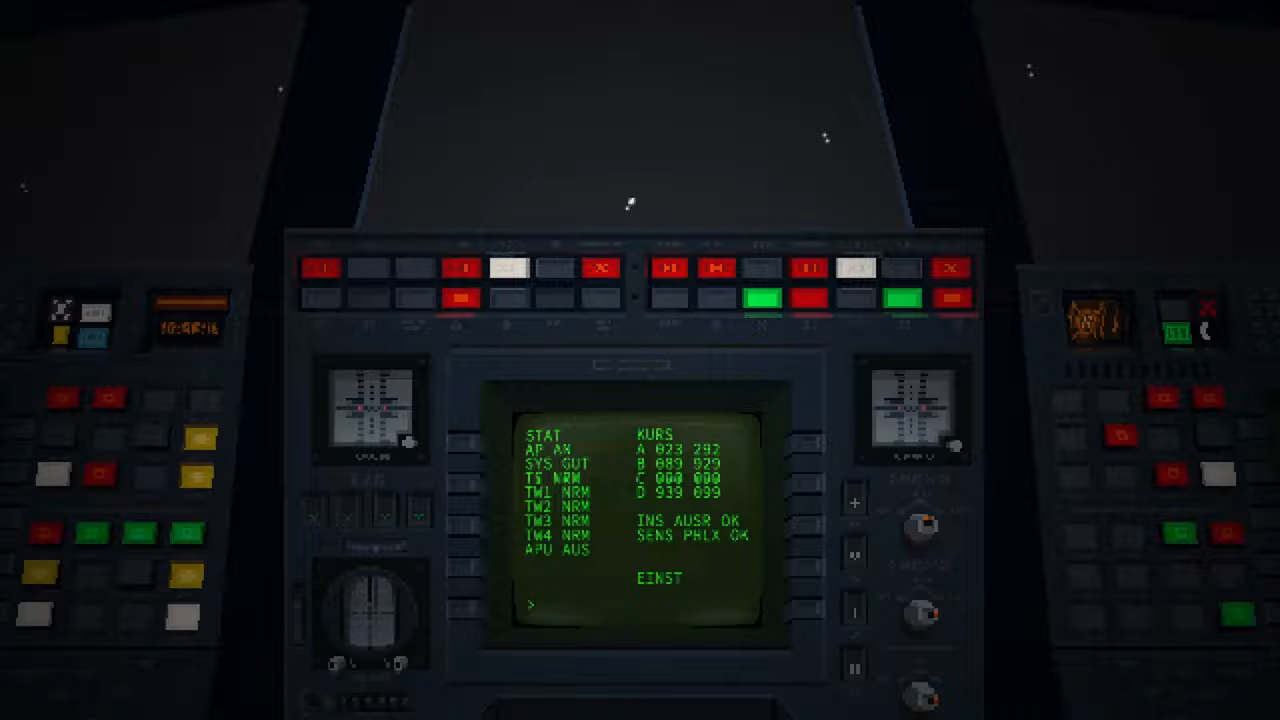 STAT
AP AN
SYS GUT
TS NRM
TW1 NRM
TW2 NRM
TW3 NRM
TW4 NRM
APU AUS
>
KURS
A 023 292
B 089 929
C 000 000
D 939 099
INS AUSR OK
SENS PHLX OK
EINST